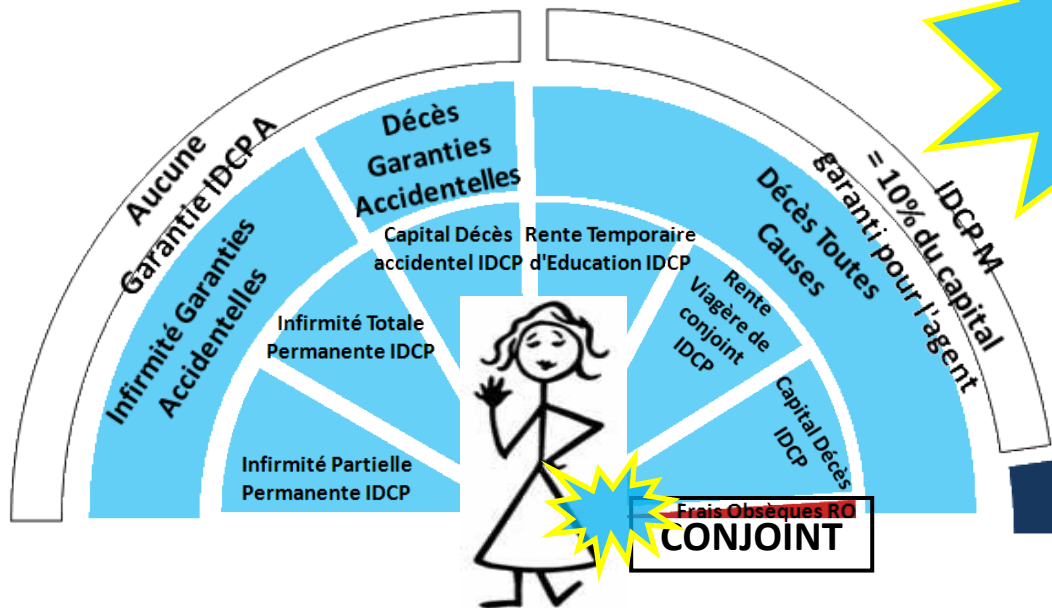 Aucune
Garantie IDCP A
IDCP M
= 10% du capital
garanti pour l'agent
Infirmité Garanties
Accidentelles
Décès
Garanties
Accidentelles
Décès Toutes
Causes
Infirmité Partielle
Permanente IDCP
Infirmité Totale
Permanente IDCP
Capital Décès
accidentel IDCP
Rente Temporaire
d'Education IDCP
Rente
Viagère de
conjoint
IDCP
Capital Décès
IDCP
Frais Obsèques RO
CONJOINT